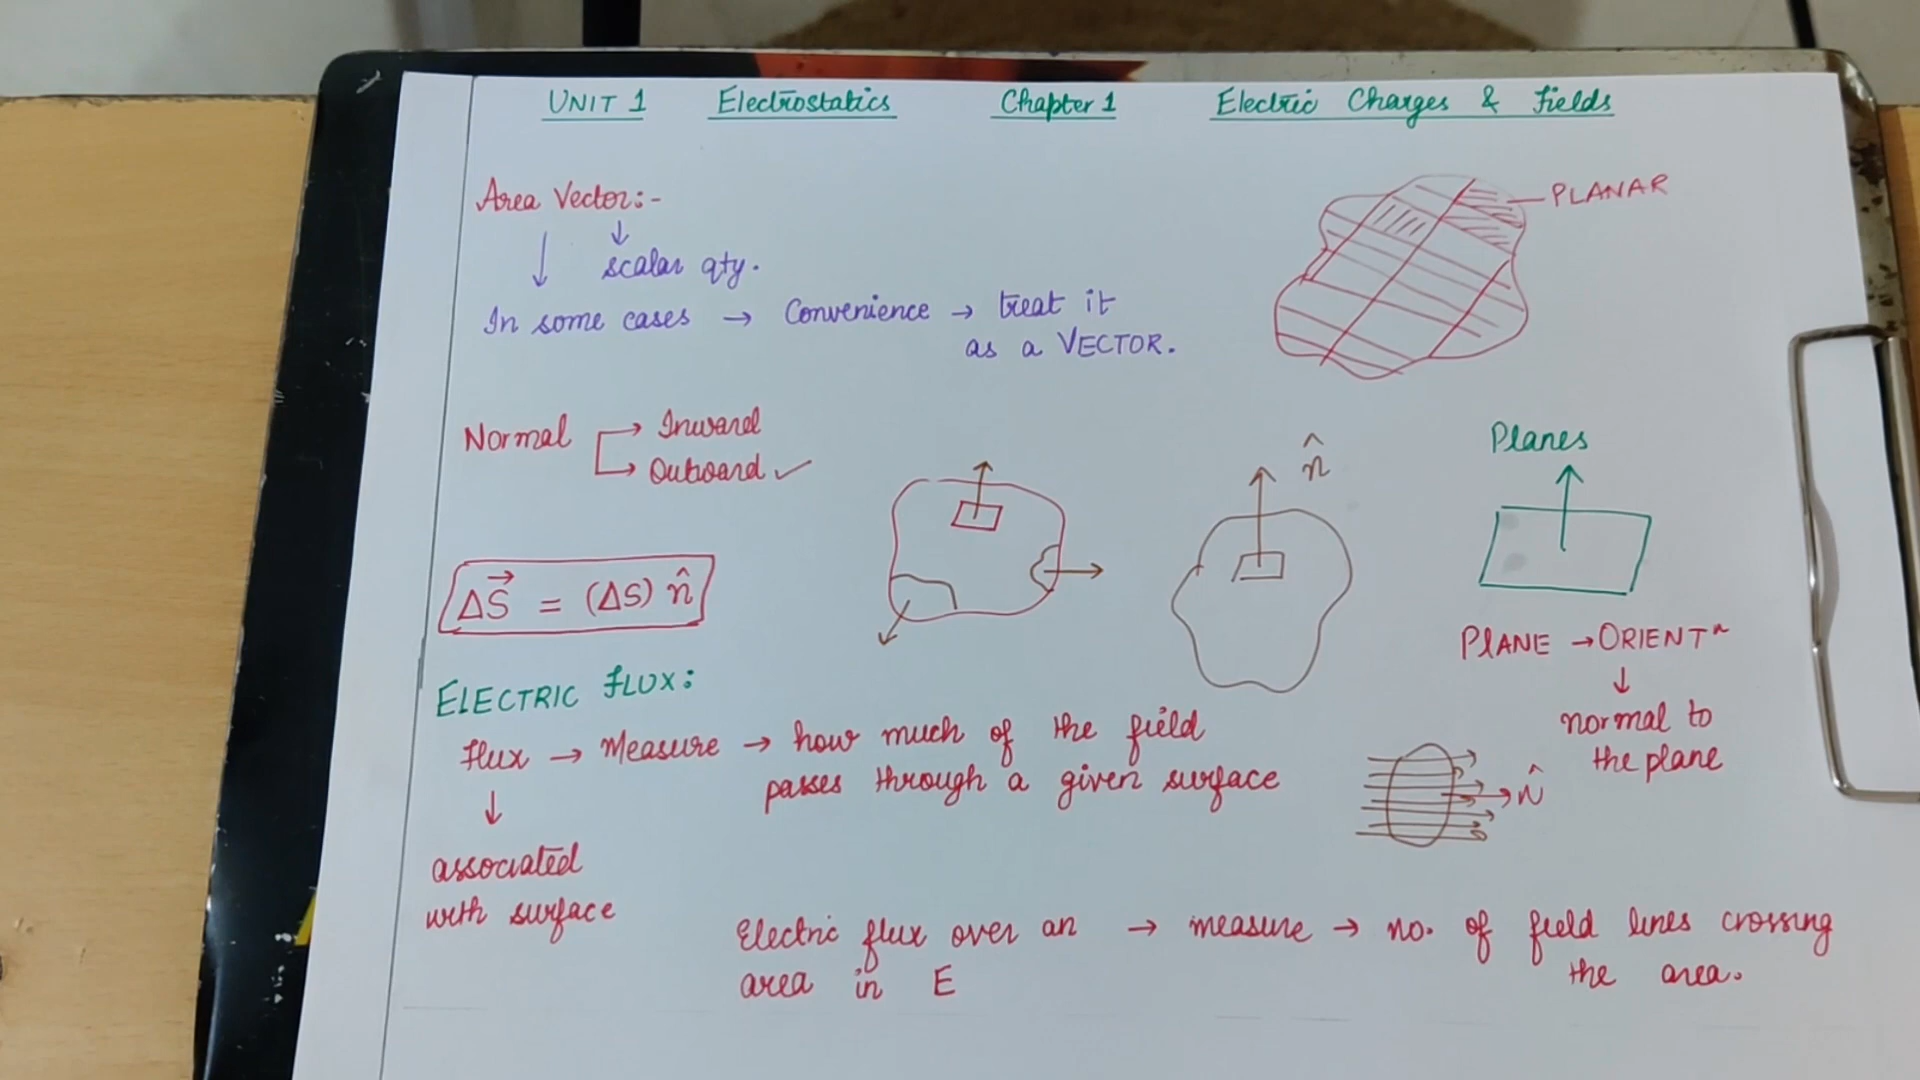 UNIT 1 Electrostatics Chapter 1 Electric Charges & Fields
Area Vector:-
↓ ↓
scalar qty.
In some cases → Convenience → treat it
as a VECTOR.
PLANAR
Normal → Inward
→ Outward ✓
n̂
Planes
ΔS⃗ = (ΔS) n̂
PLANE → ORIENTⁿ
↓
normal to
the plane
ELECTRIC FLUX:
Flux → Measure → how much of the field
passes through a given surface
n̂
↓
associated
with surface
Electric flux over an → measure → no. of field lines crossing
area in E the area.